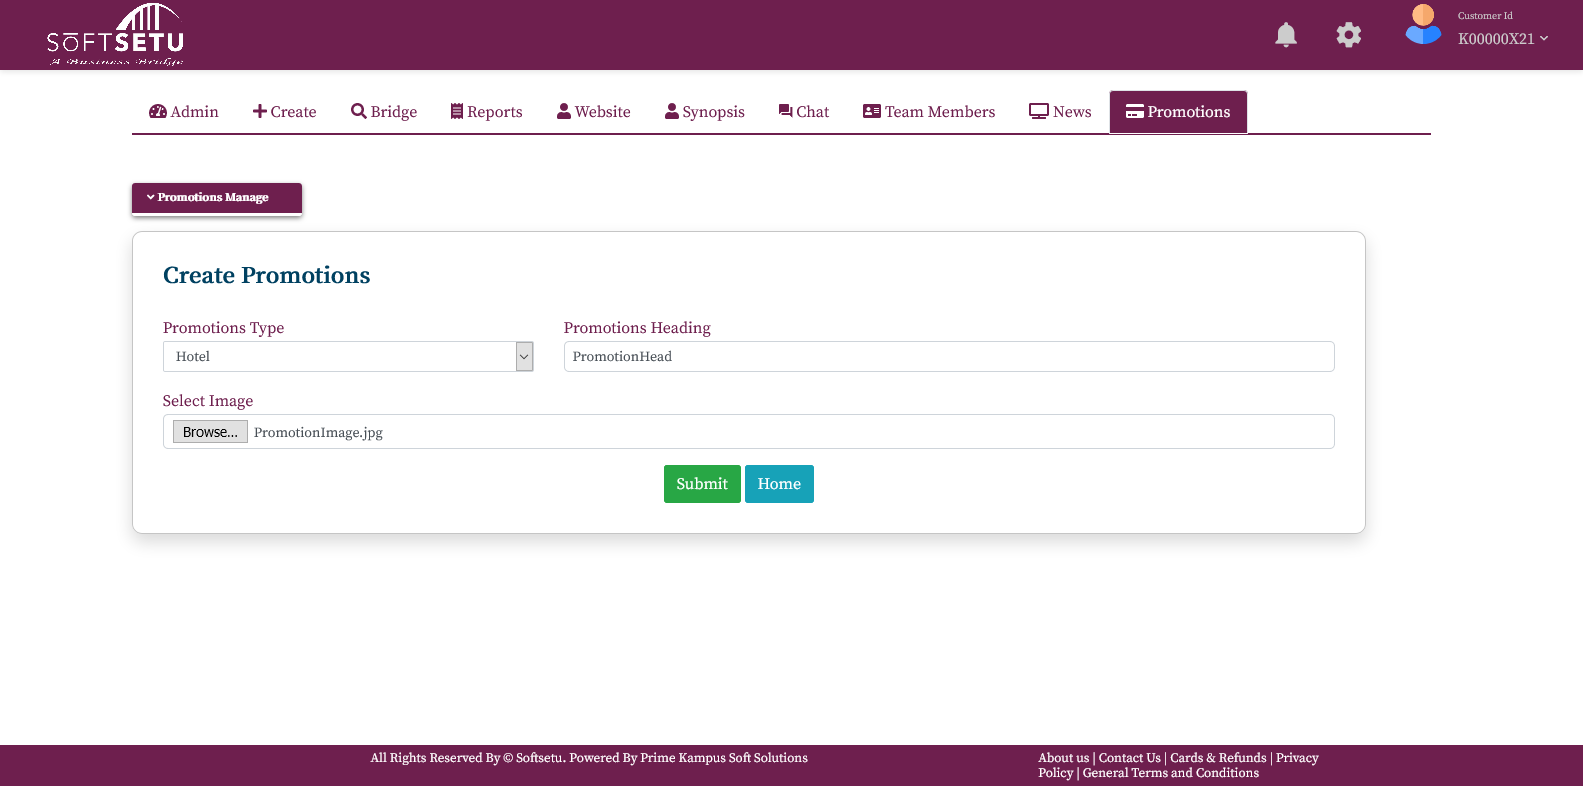 SOFTSETU
A Business Bridge
Customer Id
K00000X21
Admin Create Bridge Reports Website Synopsis Chat Team Members News Promotions
Promotions Manage
Create Promotions
Promotions Type Promotions Heading
Hotel PromotionHead
Select Image
Browse... PromotionImage.jpg
Submit Home
All Rights Reserved By © Softsetu. Powered By Prime Kampus Soft Solutions
About us | Contact Us | Cards & Refunds | Privacy
Policy | General Terms and Conditions